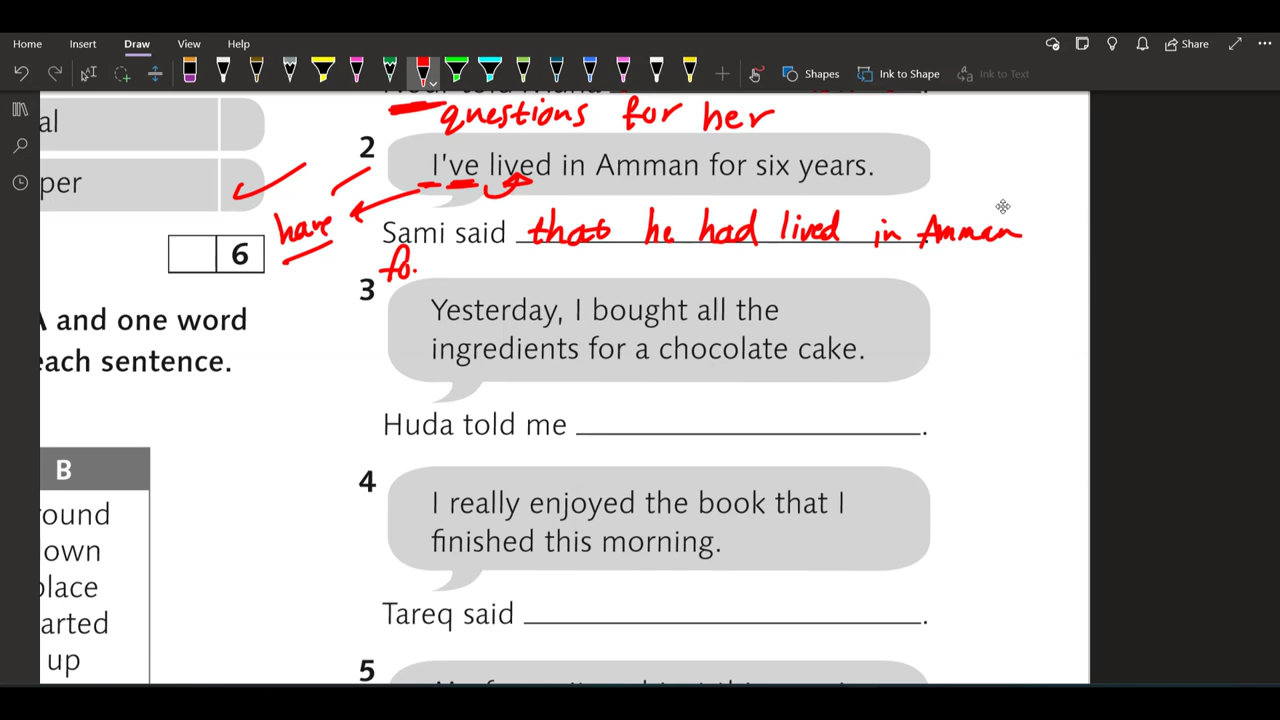 Home Insert Draw View Help
Share
Shapes Ink to Shape Ink to Text
questions for her
al
2
I've lived in Amman for six years.
per
have
Sami said that he had lived in Amman
fo.
6
3
Yesterday, I bought all the
ingredients for a chocolate cake.
and one word
each sentence.
Huda told me ____________.
B
4
I really enjoyed the book that I
finished this morning.
round
own
place
arted
up
Tareq said ____________.
5